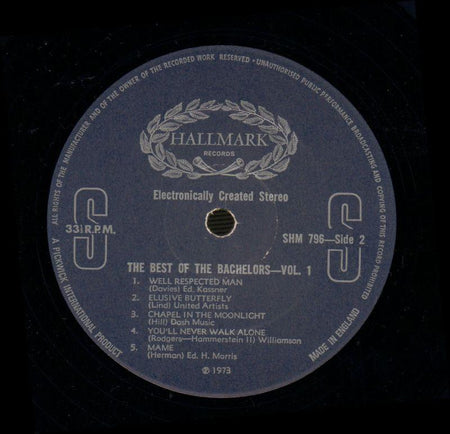 ALL RIGHTS OF THE MANUFACTURER AND OF THE OWNER OF THE RECORDED WORK RESERVED • UNAUTHORISED PUBLIC PERFORMANCE BROADCASTING AND COPYING OF THIS RECORD PROHIBITED
HALLMARK
RECORDS
Electronically Created Stereo
S
33⅓ R.P.M.
S
SHM 796—Side 2
THE BEST OF THE BACHELORS—VOL. 1
1. WELL RESPECTED MAN
(Davies) Ed. Kassner
2. ELUSIVE BUTTERFLY
(Lind) United Artists
3. CHAPEL IN THE MOONLIGHT
(Hill) Dash Music
4. YOU'LL NEVER WALK ALONE
(Rodgers—Hammerstein II) Williamson
5. MAME
(Herman) Ed. H. Morris
℗ 1973
A PICKWICK INTERNATIONAL PRODUCT
MADE IN ENGLAND